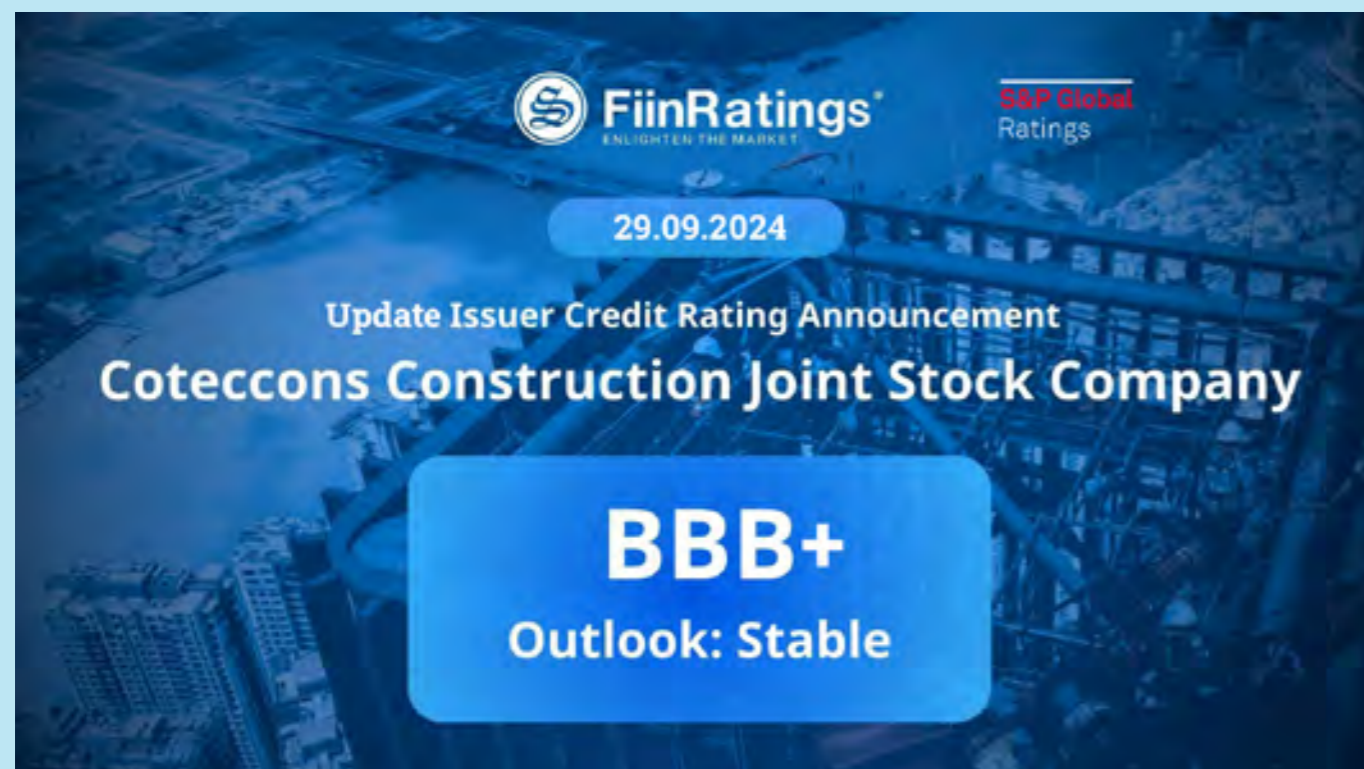 FiinRatings®
ENLIGHTEN THE MARKET
S&P Global
Ratings
29.09.2024
Update Issuer Credit Rating Announcement
Coteccons Construction Joint Stock Company
BBB+
Outlook: Stable